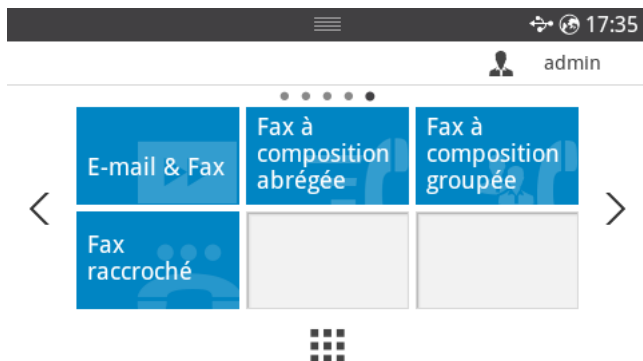 17:35
admin
E-mail & Fax
Fax à
composition
abrégée
Fax à
composition
groupée
Fax
raccroché